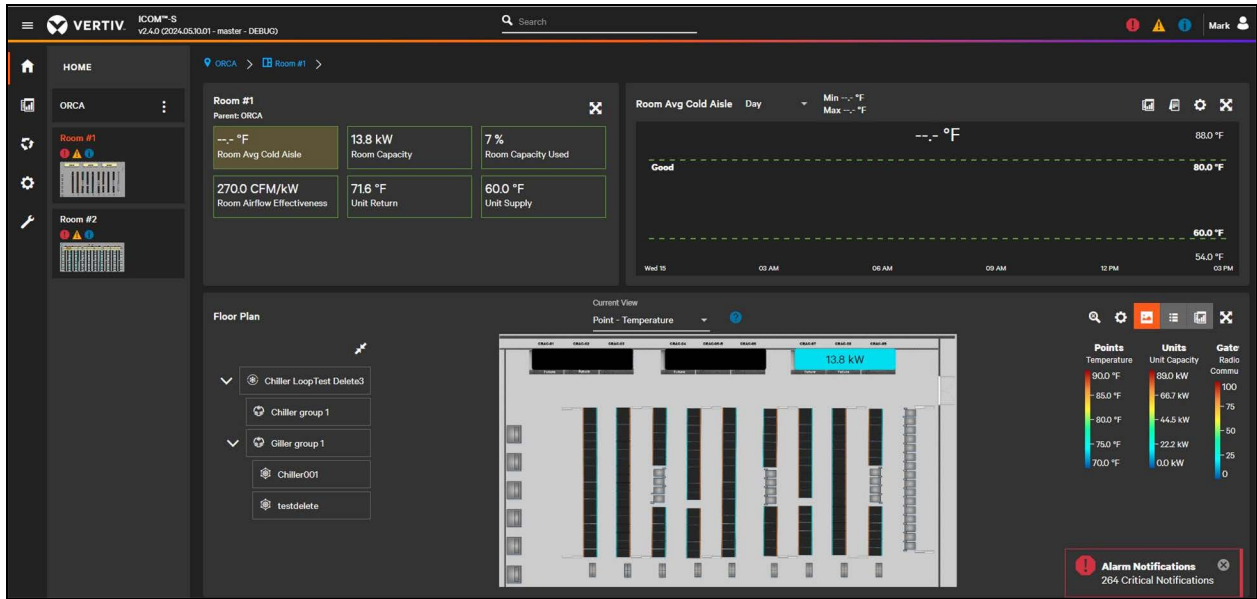 VERTIV.
ICOM™-S
v2.4.0 (2024.05.10.01 - master - DEBUG)
Search
Mark
HOME
ORCA
Room #1
Room #2
ORCA > Room #1 >
Room #1
Parent: ORCA
--.- °F
Room Avg Cold Aisle
13.8 kW
Room Capacity
7 %
Room Capacity Used
270.0 CFM/kW
Room Airflow Effectiveness
71.6 °F
Unit Return
60.0 °F
Unit Supply
Room Avg Cold Aisle
Day
Min --.- °F
Max --.- °F
--.- °F
88.0 °F
Good
80.0 °F
60.0 °F
54.0 °F
Wed 15
03 AM
06 AM
09 AM
12 PM
03 PM
Floor Plan
Current View
Point - Temperature
Chiller LoopTest Delete3
Chiller group 1
Giller group 1
Chiller001
testdelete
13.8 kW
Points
Temperature
90.0 °F
85.0 °F
80.0 °F
75.0 °F
70.0 °F
Units
Unit Capacity
89.0 kW
66.7 kW
44.5 kW
22.2 kW
0.0 kW
Gate
Radio
Commu
100
75
50
25
0
Alarm Notifications
264 Critical Notifications